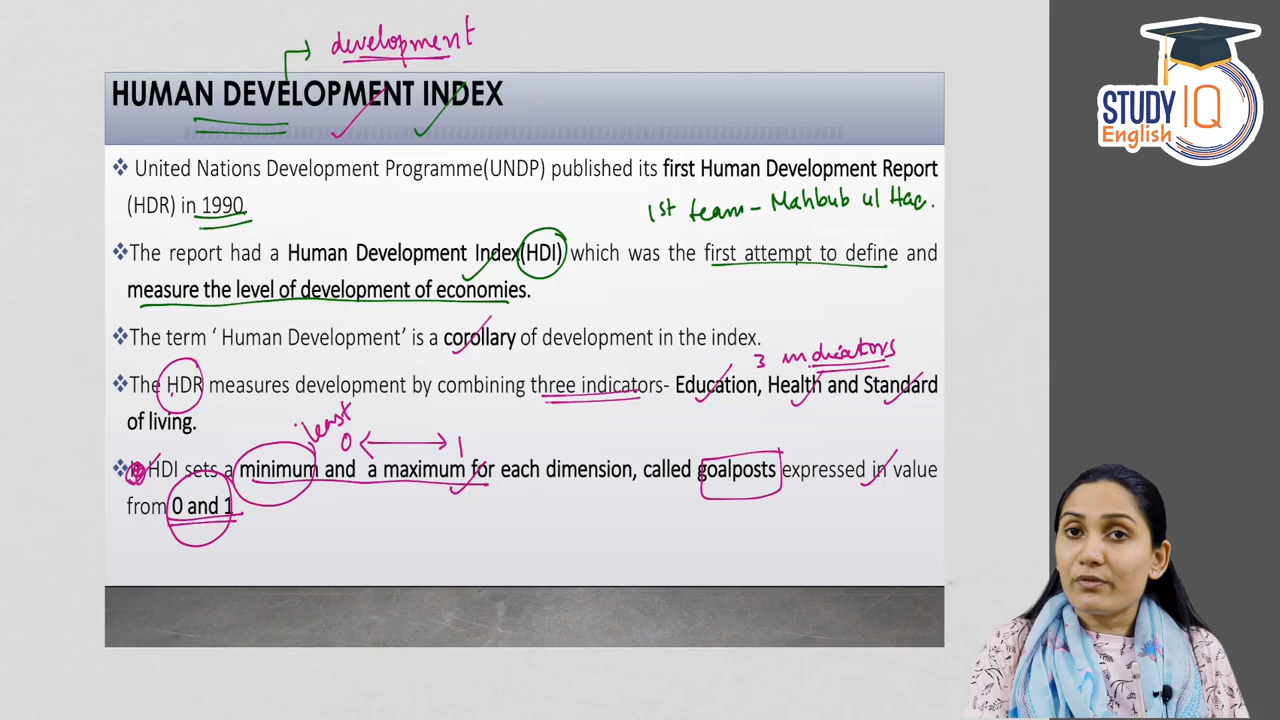 development
HUMAN DEVELOPMENT INDEX
STUDY IQ
English
❖ United Nations Development Programme(UNDP) published its first Human Development Report
(HDR) in 1990.
1st team - Mahbub ul Haq.
❖The report had a Human Development Index(HDI) which was the first attempt to define and
measure the level of development of economies.
❖The term ‘ Human Development’ is a corollary of development in the index.
3 indicators
❖The HDR measures development by combining three indicators- Education, Health and Standard
of living.
least
0 1
❖ HDI sets a minimum and a maximum for each dimension, called goalposts expressed in value
from 0 and 1